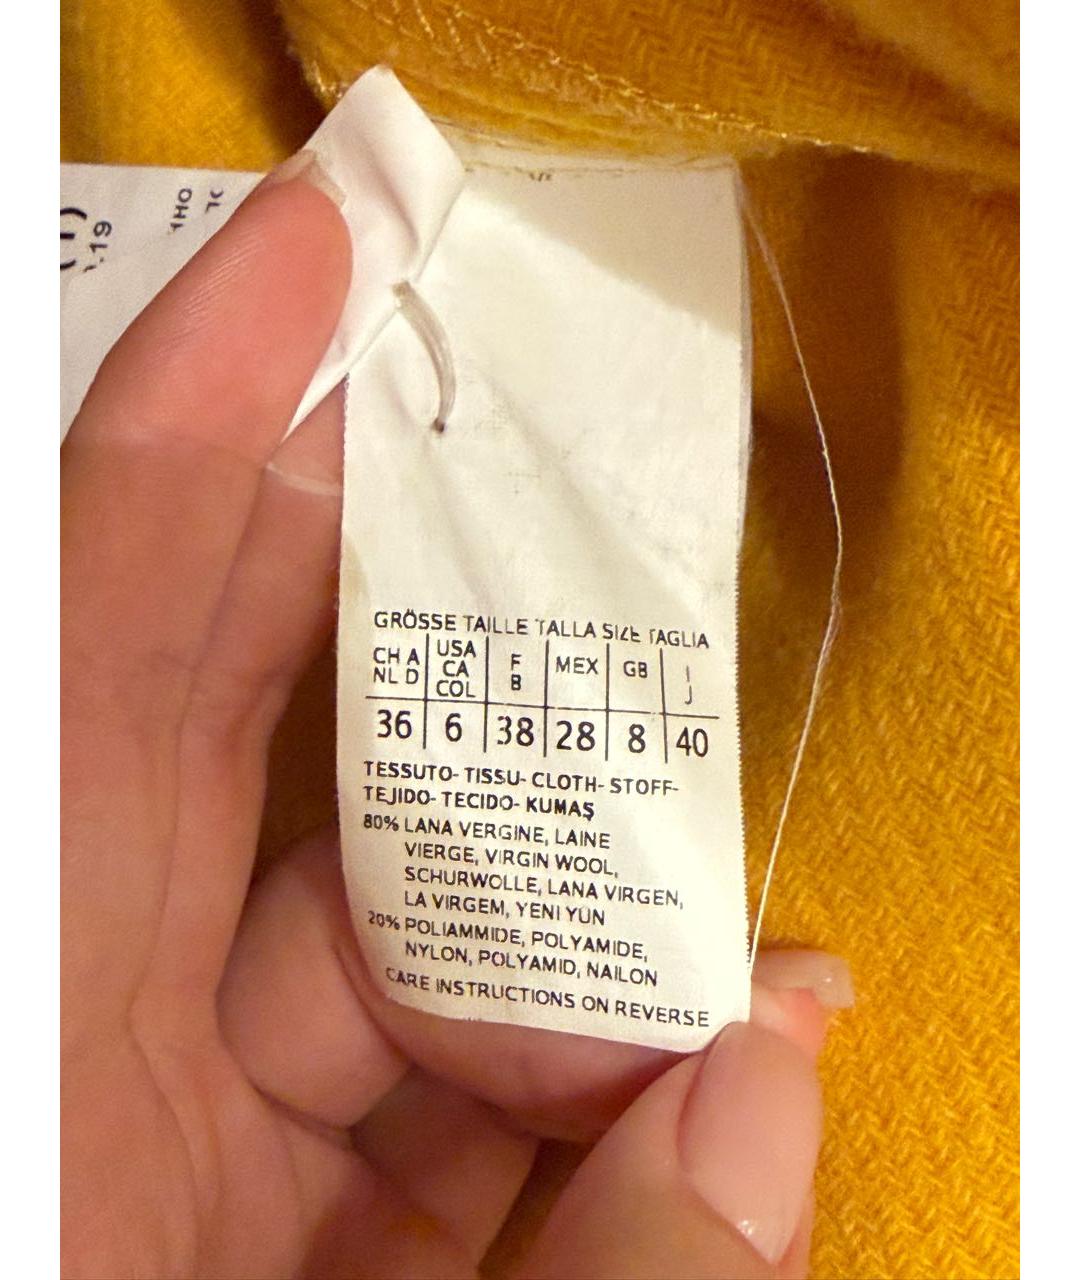 GRÖSSE TAILLE TALLA SIZE TAGLIA
CH A NL D USA CA COL F B MEX GB I J
36 6 38 28 8 40
TESSUTO- TISSU- CLOTH- STOFF-
TEJIDO- TECIDO- KUMAŞ
80% LANA VERGINE, LAINE
VIERGE, VIRGIN WOOL,
SCHURWOLLE, LANA VIRGEN,
LA VIRGEM, YENI YÜN
20% POLIAMMIDE, POLYAMIDE,
NYLON, POLYAMID, NAILON
CARE INSTRUCTIONS ON REVERSE